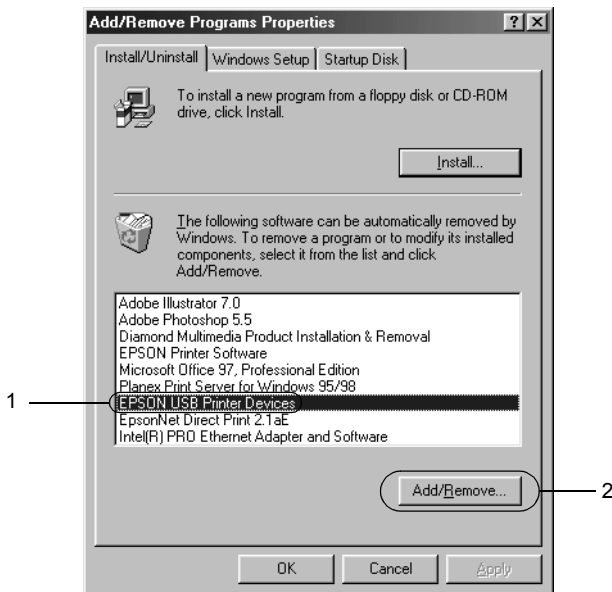 Add/Remove Programs Properties
? ×
Install/Uninstall Windows Setup Startup Disk
To install a new program from a floppy disk or CD-ROM
drive, click Install.
Install...
The following software can be automatically removed by
Windows. To remove a program or to modify its installed
components, select it from the list and click
Add/Remove.
Adobe Illustrator 7.0
Adobe Photoshop 5.5
Diamond Multimedia Product Installation & Removal
EPSON Printer Software
Microsoft Office 97, Professional Edition
Planex Print Server for Windows 95/98
1 EPSON USB Printer Devices
EpsonNet Direct Print 2.1aE
Intel(R) PRO Ethernet Adapter and Software
Add/Remove... 2
OK Cancel Apply